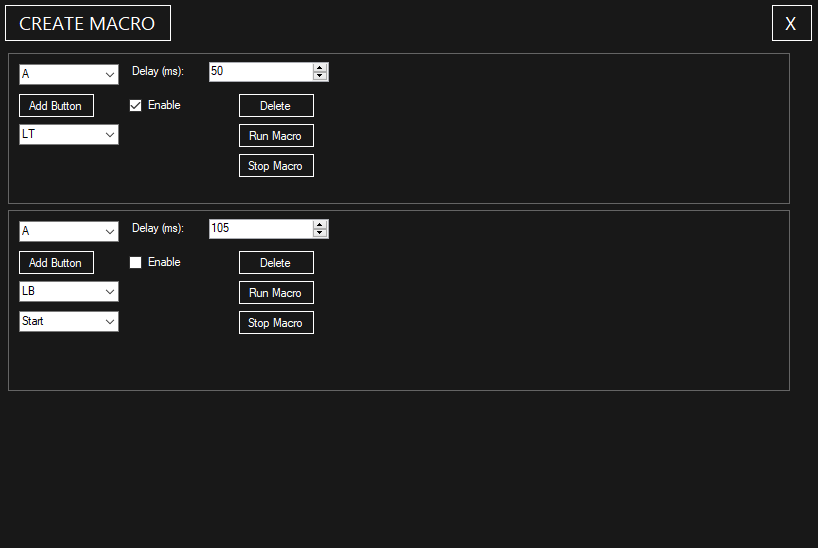 CREATE MACRO X
A Delay (ms): 50
Add Button Enable Delete
LT Run Macro
Stop Macro
A Delay (ms): 105
Add Button Enable Delete
LB Run Macro
Start Stop Macro